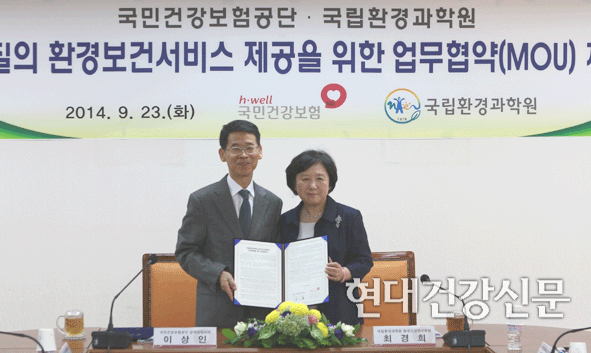 국민건강보험공단 · 국립환경과학원
질의 환경보건서비스 제공을 위한 업무협약(MOU)
2014. 9. 23.(화)
h·well
국민건강보험
국립환경과학원
현대건강신문
이상인
최경희